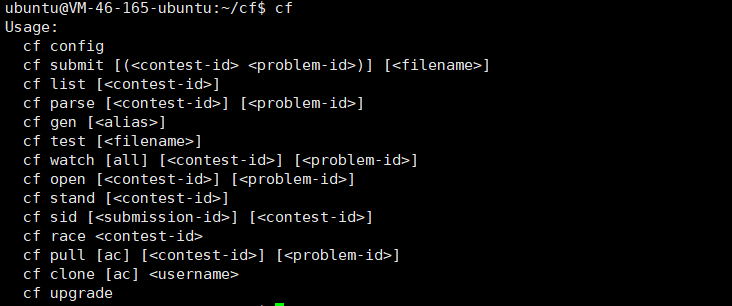 ubuntu@VM-46-165-ubuntu:~/cf$ cf
Usage:
  cf config
  cf submit [(<contest-id> <problem-id>)] [<filename>]
  cf list [<contest-id>]
  cf parse [<contest-id>] [<problem-id>]
  cf gen [<alias>]
  cf test [<filename>]
  cf watch [all] [<contest-id>] [<problem-id>]
  cf open [<contest-id>] [<problem-id>]
  cf stand [<contest-id>]
  cf sid [<submission-id>] [<contest-id>]
  cf race <contest-id>
  cf pull [ac] [<contest-id>] [<problem-id>]
  cf clone [ac] <username>
  cf upgrade